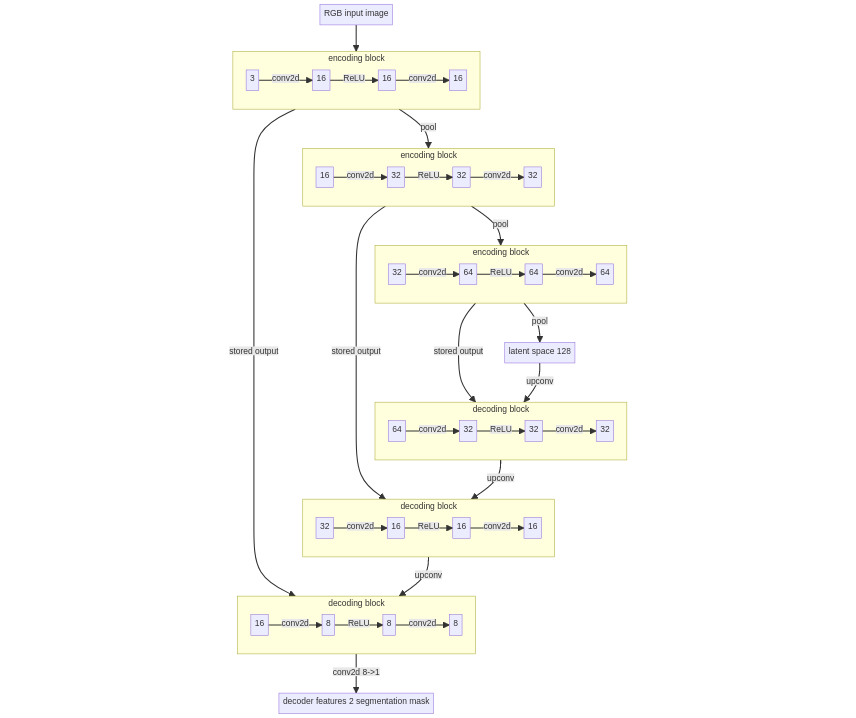 RGB input image
encoding block
3 conv2d 16 ReLU 16 conv2d 16
pool
encoding block
16 conv2d 32 ReLU 32 conv2d 32
pool
encoding block
32 conv2d 64 ReLU 64 conv2d 64
pool
stored output stored output stored output latent space 128
upconv
decoding block
64 conv2d 32 ReLU 32 conv2d 32
upconv
decoding block
32 conv2d 16 ReLU 16 conv2d 16
upconv
decoding block
16 conv2d 8 ReLU 8 conv2d 8
conv2d 8->1
decoder features 2 segmentation mask